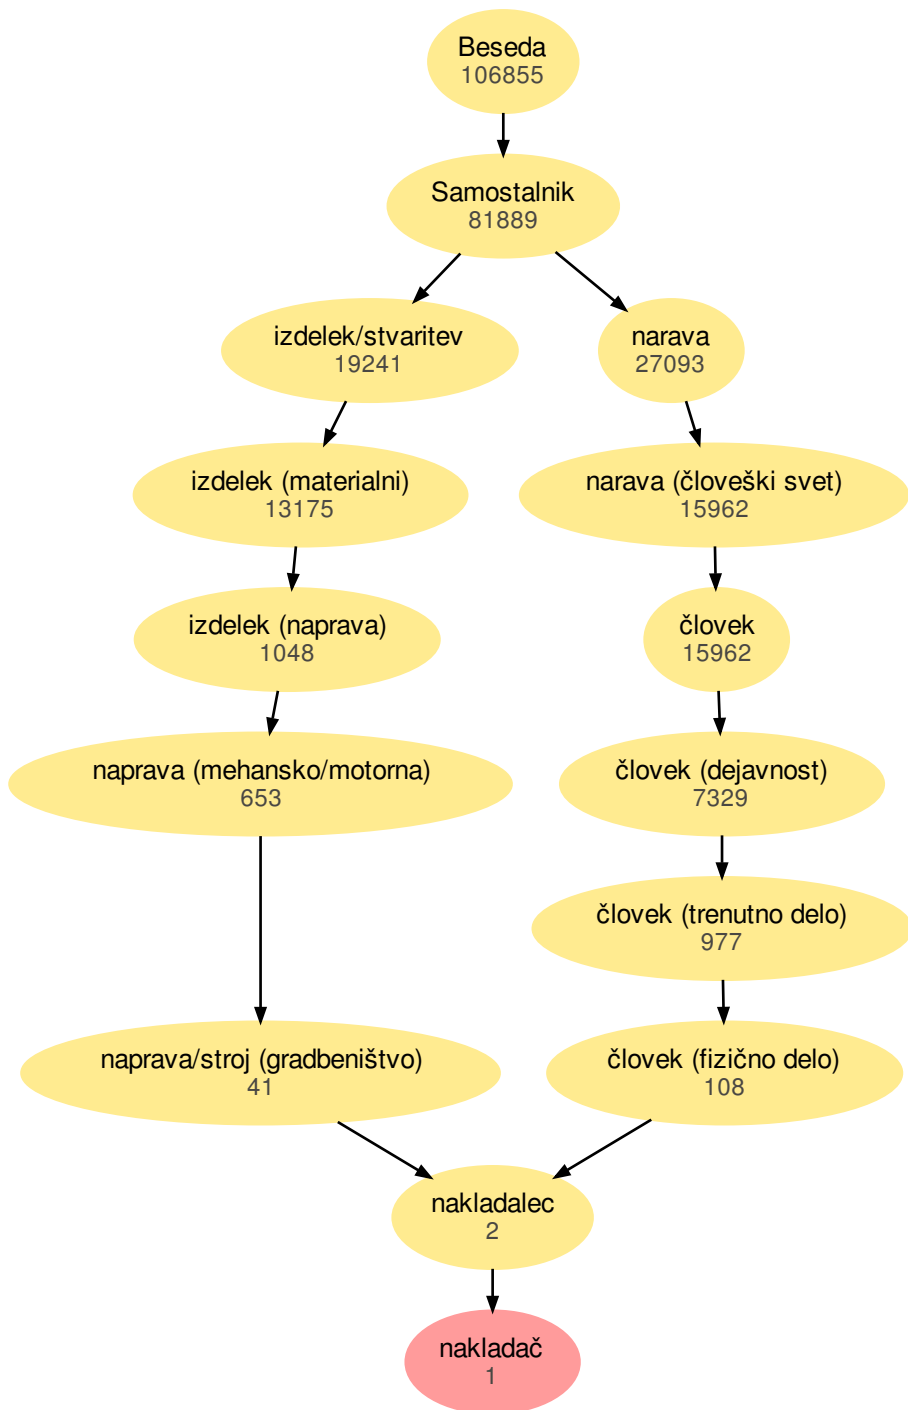 Beseda
106855
Samostalnik
81889
izdelek/stvaritev
19241
narava
27093
izdelek (materialni)
13175
narava (človeški svet)
15962
izdelek (naprava)
1048
človek
15962
naprava (mehansko/motorna)
653
človek (dejavnost)
7329
človek (trenutno delo)
977
naprava/stroj (gradbeništvo)
41
človek (fizično delo)
108
nakladalec
2
nakladač
1